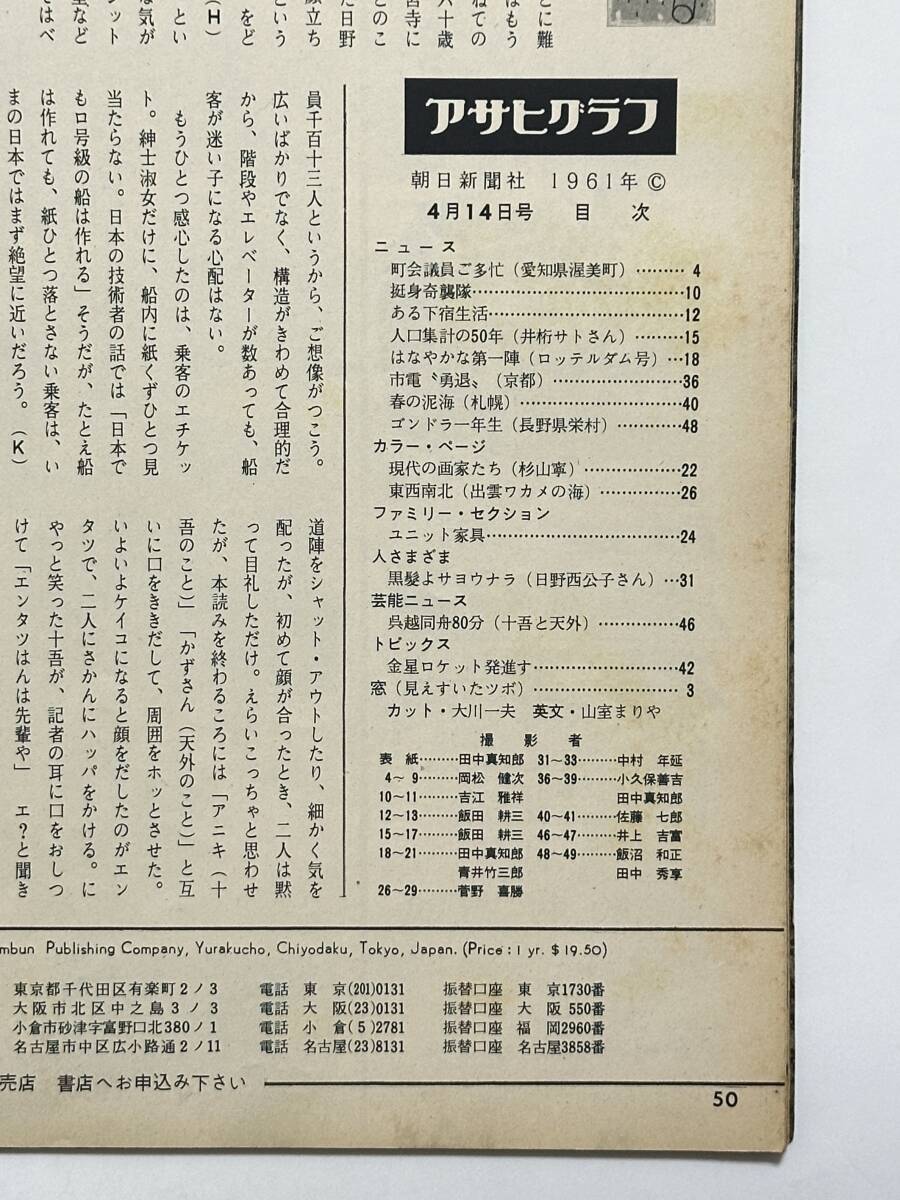 とに難
はもう
ねての
六十歳
宮寺に
とのこ
た日野
顔立ち
という
をど
（Ｈ）
とい
な気が
ット
望など
ではべ
員千百十三人というから、ご想像がつこう。
広いばかりでなく、構造がきわめて合理的だ
から、階段やエレベーターが数あっても、船
客が迷い子になる心配はない。
もうひとつ感心したのは、乗客のエチケッ
ト。紳士淑女だけに、船内に紙くずひとつ見
当たらない。日本の技術者の話では「日本で
もロ号級の船は作れる」そうだが、たとえ船
は作れても、紙ひとつ落とさない乗客は、い
まの日本ではまず絶望に近いだろう。（Ｋ）
道陣をシャット・アウトしたり、細かく気を
配ったが、初めて顔が合ったとき、二人は黙
って目礼しただけ。えらいこっちゃと思わせ
たが、本読みを終わるころには「アニキ（十
吾のこと）」「かずさん（天外のこと）」と互
いに口をききだして、周囲をホッとさせた。
いよいよケイコになると顔をだしたのがエン
タツで、二人にさかんにハッパをかける。に
やっと笑った十吾が、記者の耳に口をおしつ
けて「エンタツはんは先輩や」　エ？と聞き
アサヒグラフ
朝日新聞社　1961年 ©
4月14日号　目　次
ニュース
町会議員ご多忙（愛知県渥美町）………4
挺身奇襲隊………………………10
ある下宿生活………………………12
人口集計の50年（井桁サトさん）………15
はなやかな第一陣（ロッテルダム号）…18
市電〝勇退〟（京都）………………36
春の泥海（札幌）…………………40
ゴンドラ一年生（長野県栄村）…………48
カラー・ページ
現代の画家たち（杉山寧）……………22
東西南北（出雲ワカメの海）……………26
ファミリー・セクション
ユニット家具………………………24
人さまざま
黒髪よサヨウナラ（日野西公子さん）…31
芸能ニュース
呉越同舟80分（十吾と天外）……………46
トピックス
金星ロケット発進す…………………42
窓（見えすいたツボ）…………………3
カット・大川一夫　英文・山室まりや
撮　影　者
表　紙………田中真知郎
4～9………岡松　健次
10～11………吉江　雅祥
12～13………飯田　耕三
15～17………飯田　耕三
18～21………田中真知郎
青井竹三郎
26～29………菅野　喜勝
31～33………中村　年延
36～39………小久保善吉
田中真知郎
40～41………佐藤　七郎
46～47………井上　吉富
48～49………飯沼　和正
田中　秀享
mbun Publishing Company, Yurakucho, Chiyodaku, Tokyo, Japan. (Price : 1 yr. $ 19.50)
東京都千代田区有楽町2ノ3　電話　東　京(201)0131　振替口座　東　京1730番
大阪市北区中之島3ノ3　電話　大　阪(23)0131　振替口座　大　阪 550番
小倉市砂津字富野口北380ノ1　電話　小　倉(5)2781　振替口座　福　岡2960番
名古屋市中区広小路通2ノ11　電話　名古屋(23)8131　振替口座　名古屋3858番
売店　書店へお申込み下さい
50